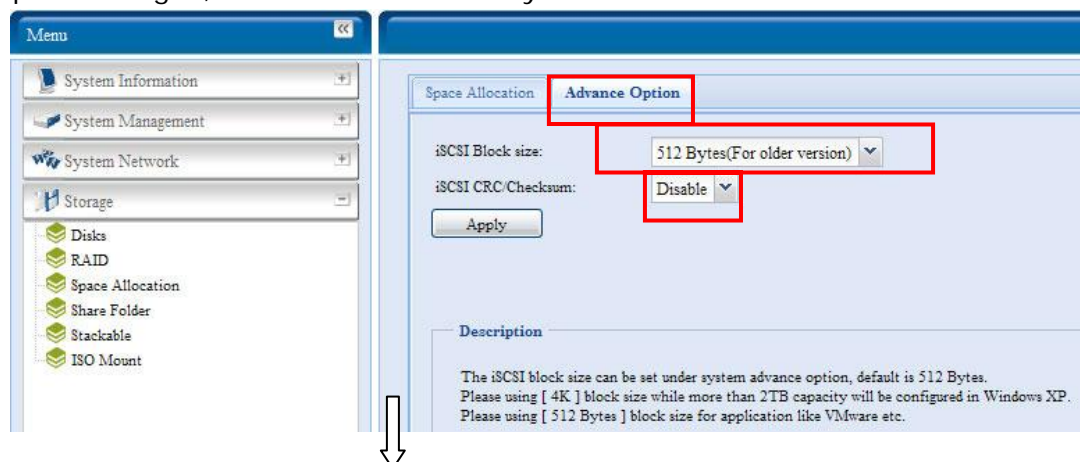 Menu
System Information
System Management
System Network
Storage
Disks
RAID
Space Allocation
Share Folder
Stackable
ISO Mount
Space Allocation Advance Option
iSCSI Block size: 512 Bytes(For older version)
iSCSI CRC/Checksum: Disable
Apply
Description
The iSCSI block size can be set under system advance option, default is 512 Bytes.
Please using [ 4K ] block size while more than 2TB capacity will be configured in Windows XP.
Please using [ 512 Bytes ] block size for application like VMware etc.